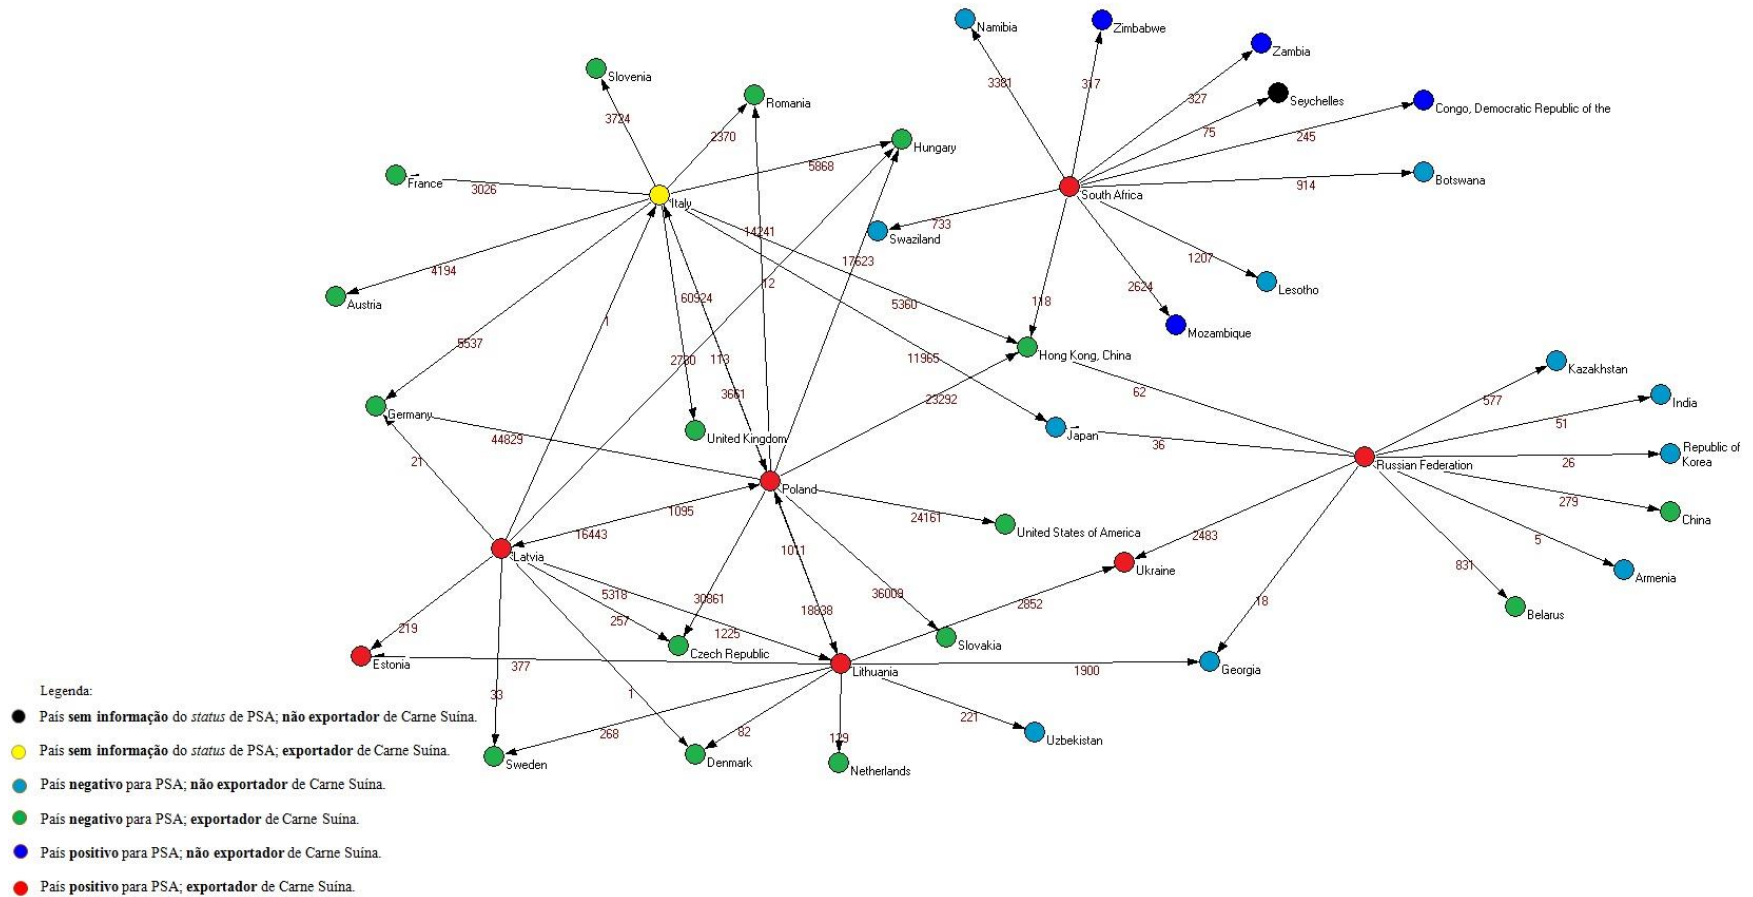 Namibia
Zimbabwe
Zambia
Slovenia
3381
317
327
Seychelles
Romania
Congo, Democratic Republic of the
3724
2370
75
245
Hungary
5868
France
3026
914
Botswana
Italy
South Africa
14241
733
Swaziland
17623
1207
4194
12
2624
Lesotho
Austria
60924
5360
118
1
Mozambique
5537
2780
113
11965
Hong Kong, China
Kazakhstan
3661
23292
62
577
India
Germany
44829
United Kingdom
Japan
36
51
Republic of
Korea
21
Russian Federation
26
Poland
1095
24161
279
China
16443
United States of America
2483
5
Latvia
1011
Ukraine
831
Armenia
5318
30861
36009
2852
18
257
18838
Belarus
219
1225
Czech Republic
Slovakia
Estonia
377
Lithuania
1900
Georgia
33
1
221
268
82
129
Uzbekistan
Sweden
Denmark
Netherlands
Legenda:
País sem informação do status de PSA; não exportador de Carne Suína.
País sem informação do status de PSA; exportador de Carne Suína.
País negativo para PSA; não exportador de Carne Suína.
País negativo para PSA; exportador de Carne Suína.
País positivo para PSA; não exportador de Carne Suína.
País positivo para PSA; exportador de Carne Suína.